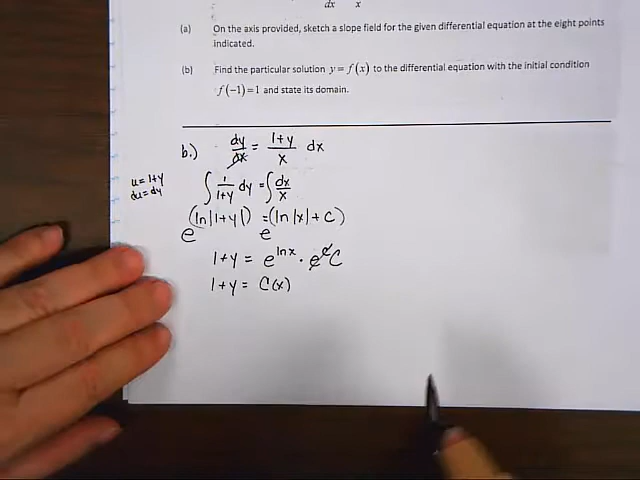 dx x
(a) On the axis provided, sketch a slope field for the given differential equation at the eight points
indicated.
(b) Find the particular solution y = f(x) to the differential equation with the initial condition
f(−1)=1 and state its domain.
b.) dy/dx = 1+y/x dx
u = 1+y
du = dy
∫ 1/1+y dy = ∫ dx/x
e^(ln|1+y|) = e^(ln|x| + c)
1+y = e^lnx · e^c C
1+y = C(x)